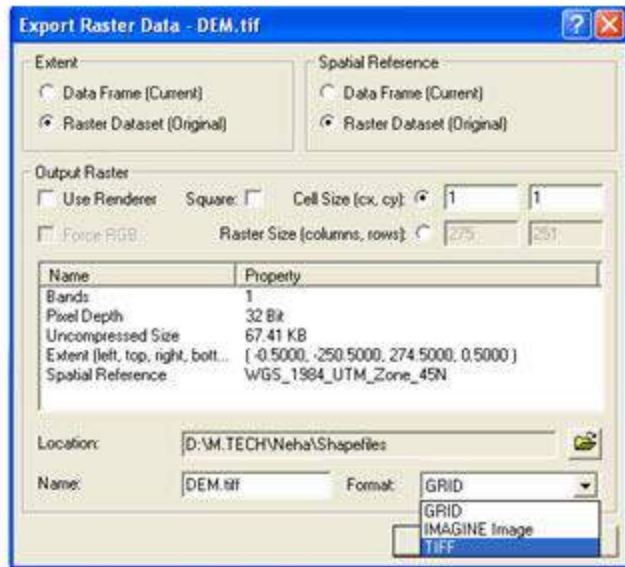 Export Raster Data - DEM.tif
Extent
Data Frame (Current)
Raster Dataset (Original)
Spatial Reference
Data Frame (Current)
Raster Dataset (Original)
Output Raster
Use Renderer Square: Cell Size (cx, cy): 1 1
Force RGB Raster Size (columns, rows): 275 251
Name Property
Bands 1
Pixel Depth 32 Bit
Uncompressed Size 67.41 KB
Extent (left, top, right, bott... ( -0.5000, -250.5000, 274.5000, 0.5000 )
Spatial Reference WGS_1984_UTM_Zone_45N
Location: D:\M.TECH\Neha\Shapefiles
Name: DEM.tiff Format: GRID
GRID
IMAGINE Image
TIFF